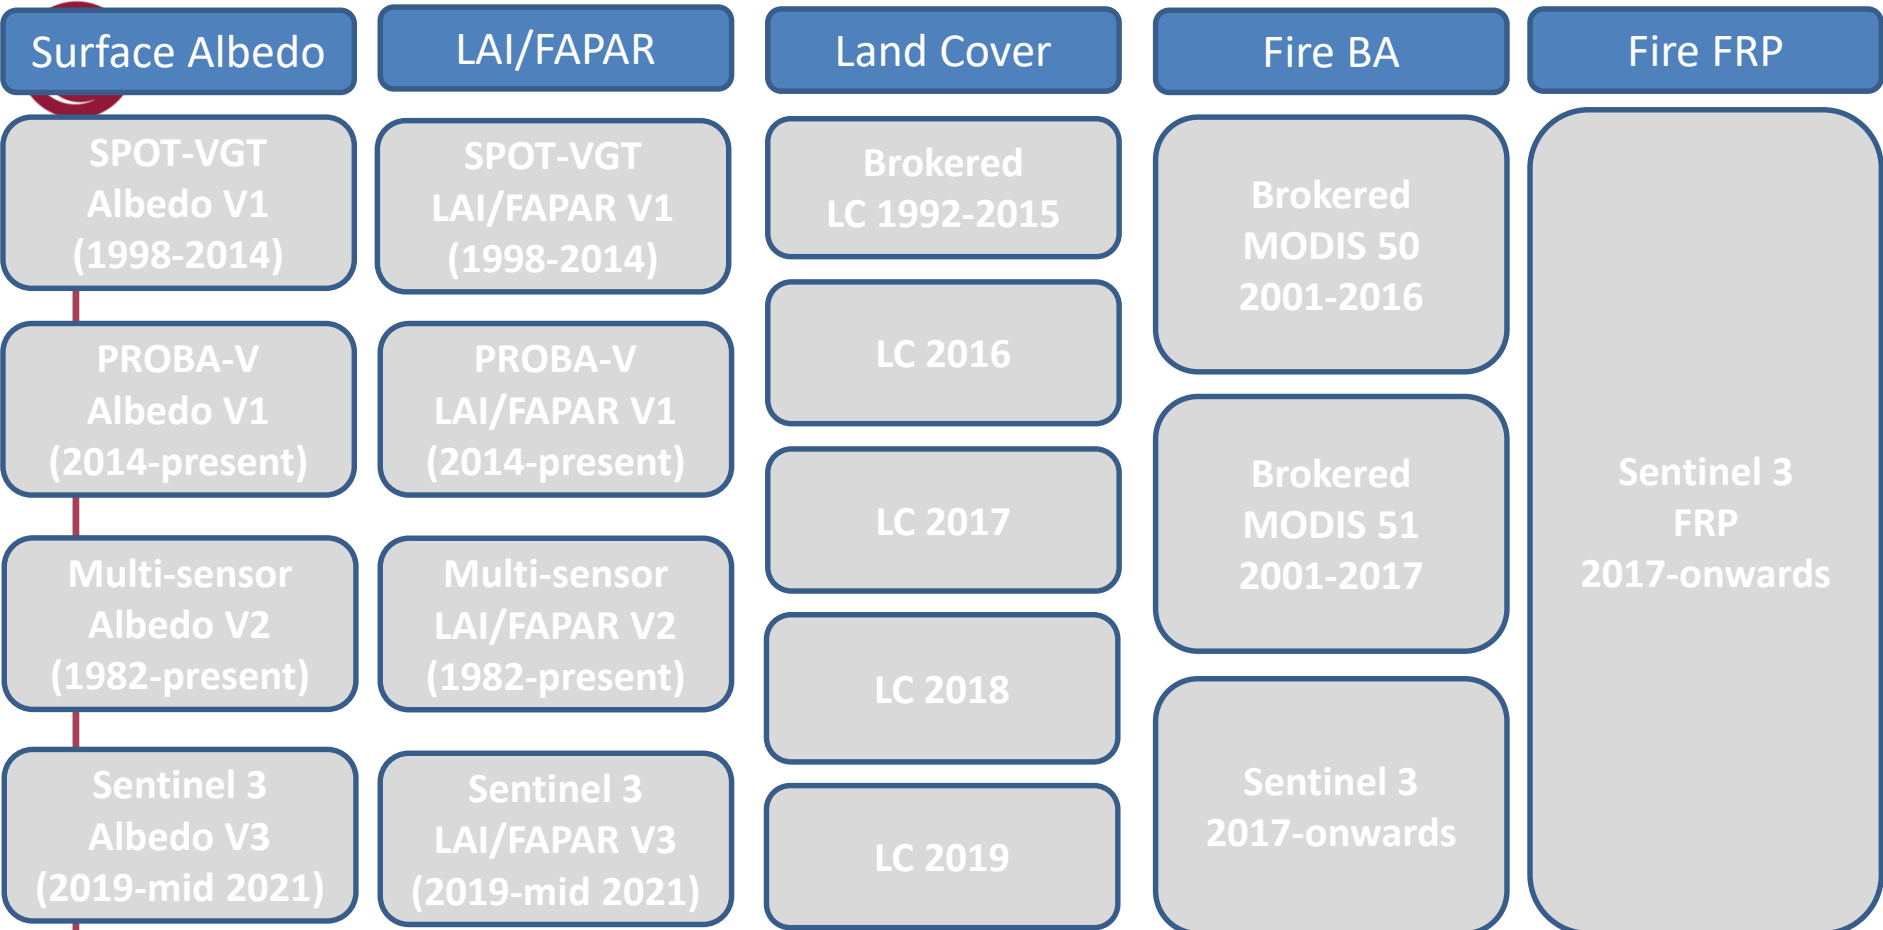 Surface Albedo
SPOT-VGT
Albedo V1
(1998-2014)
PROBA-V
Albedo V1
(2014-present)
Multi-sensor
Albedo V2
(1982-present)
Sentinel 3
Albedo V3
(2019-mid 2021)
LAI/FAPAR
SPOT-VGT
LAI/FAPAR V1
(1998-2014)
PROBA-V
LAI/FAPAR V1
(2014-present)
Multi-sensor
LAI/FAPAR V2
(1982-present)
Sentinel 3
LAI/FAPAR V3
(2019-mid 2021)
Land Cover
Brokered
LC 1992-2015
LC 2016
LC 2017
LC 2018
LC 2019
Fire BA
Brokered
MODIS 50
2001-2016
Brokered
MODIS 51
2001-2017
Sentinel 3
2017-onwards
Fire FRP
Sentinel 3
FRP
2017-onwards